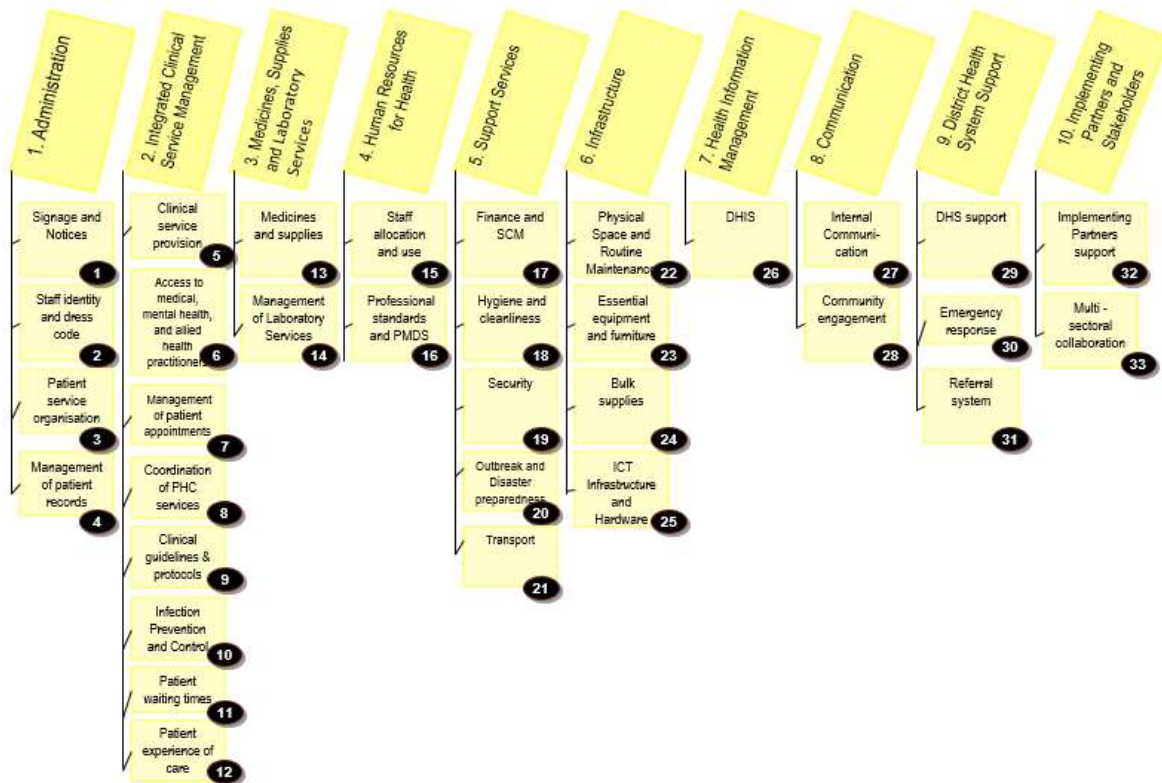 1. Administration
2. Integrated Clinical
Service Management
3. Medicines, Supplies
and Laboratory
Services
4. Human Resources
for Health
5. Support Services
6. Infrastructure
7. Health Information
Management
8. Communication
9. District Health
System Support
10. Implementing
Partners and
Stakeholders
Signage and
Notices
1
Staff identity
and dress
code
2
Patient
service
organisation
3
Management
of patient
records
4
Clinical
service
provision
5
Access to
medical,
mental health,
and allied
health
practitioners
6
Management
of patient
appointments
7
Coordination
of PHC
services
8
Clinical
guidelines &
protocols
9
Infection
Prevention
and Control
10
Patient
waiting times
11
Patient
experience of
care
12
Medicines
and supplies
13
Management
of Laboratory
Services
14
Staff
allocation
and use
15
Professional
standards
and PMDS
16
Finance and
SCM
17
Hygiene and
cleanliness
18
Security
19
Outbreak and
Disaster
preparedness
20
Transport
21
Physical
Space and
Routine
Maintenance
22
Essential
equipment
and furniture
23
Bulk
supplies
24
ICT
Infrastructure
and
Hardware
25
DHIS
26
Internal
Communi-
cation
27
Community
engagement
28
DHS support
29
Emergency
response
30
Referral
system
31
Implementing
Partners
support
32
Multi -
sectoral
collaboration
33